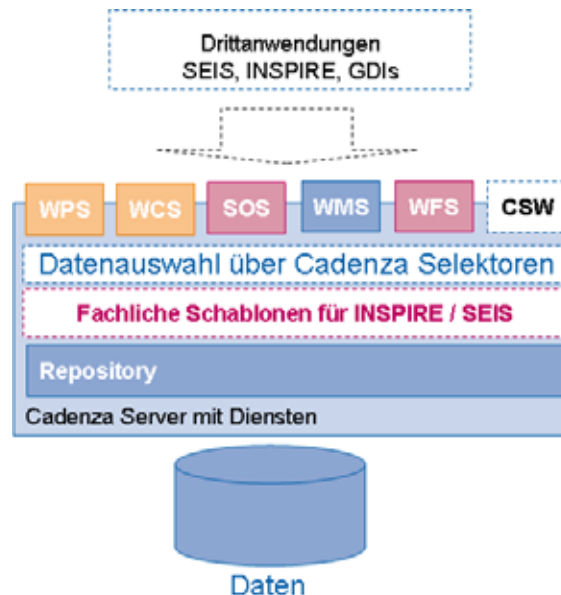 Drittanwendungen
SEIS, INSPIRE, GDIs
WPS WCS SOS WMS WFS CSW
Datenauswahl über Cadenza Selektoren
Fachliche Schablonen für INSPIRE / SEIS
Repository
Cadenza Server mit Diensten
Daten